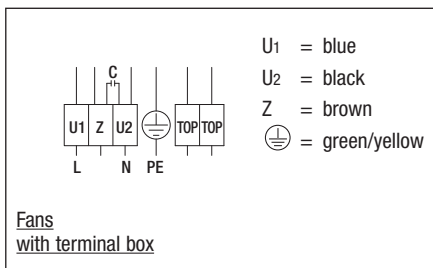 U1 = blue
U2 = black
Z = brown
= green/yellow
C
U1 Z U2 TOP TOP
L N PE
Fans
with terminal box